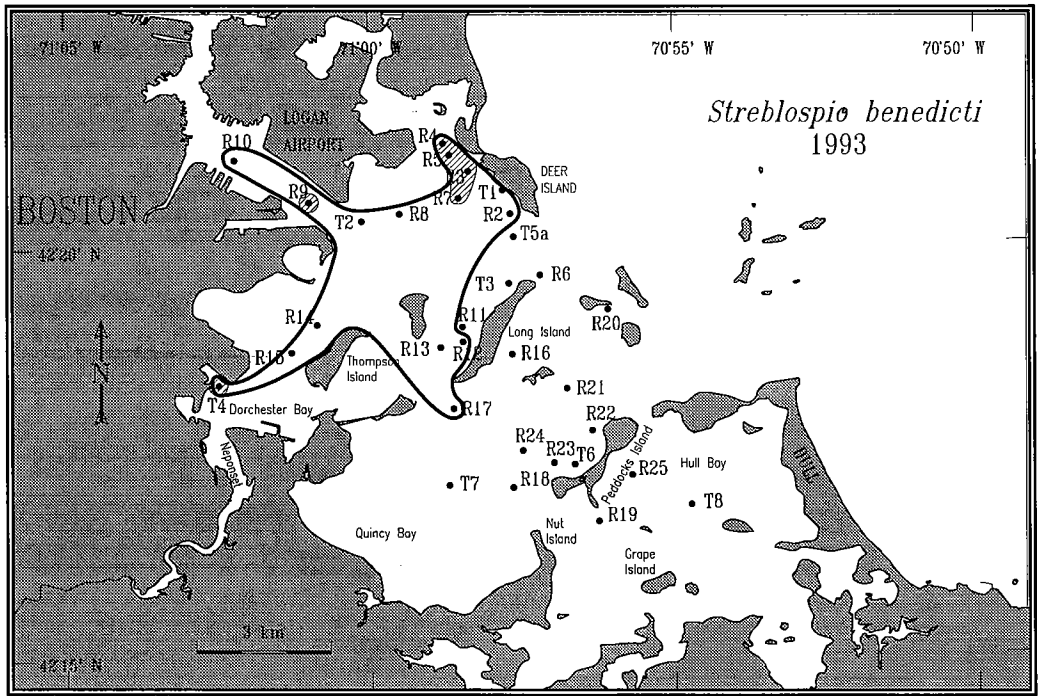 71°05' W
71°00' W
70°55' W
70°50' W
Streblospio benedicti
1993
LOGAN
AIRPORT
R10
R4
R5
R3
DEER
ISLAND
R9
R7
T1
BOSTON
T2
R8
R2
T5a
42°20' N
T3
R6
R14
R11
Long Island
R20
R13
R12
R16
R15
Thompson
Island
N
R21
T4
Dorchester Bay
R17
R22
Neponset
R24
R23
T6
Peddocks Island
R25
Hull Bay
HULL
T7
R18
T8
R19
Quincy Bay
Nut
Island
Grape
Island
3 km
42°15' N